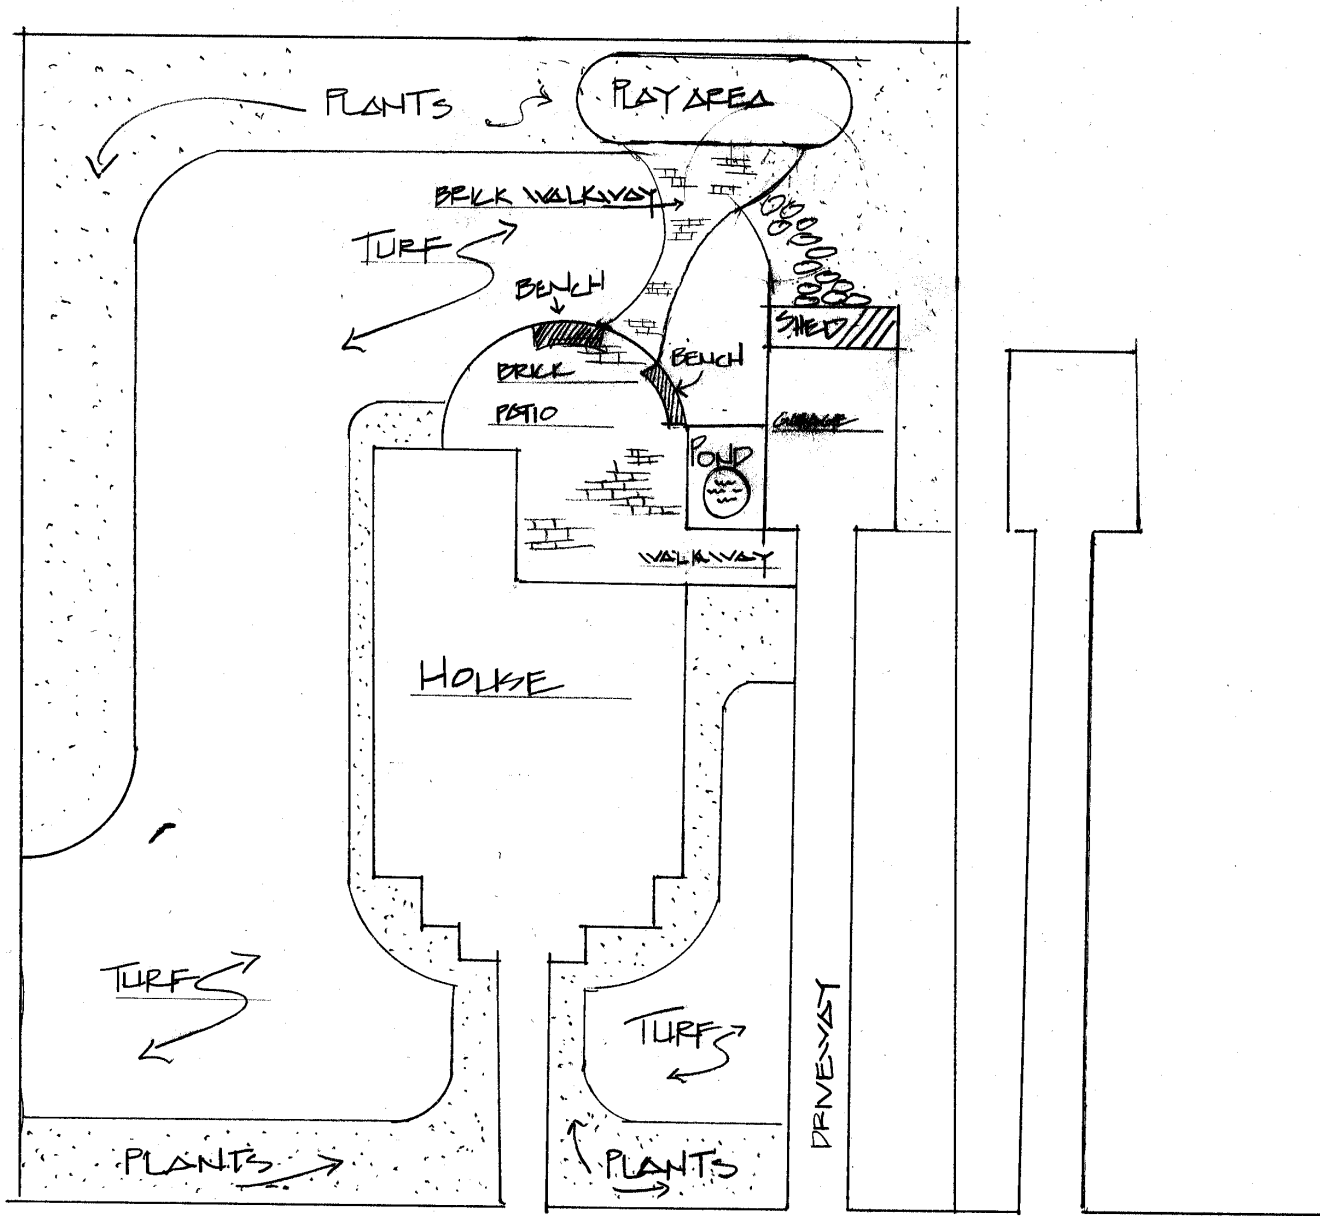 PLANTS
PLAY AREA
BRICK WALKWAY
TURF
BENCH
SHED
BENCH
BRICK
PATIO
POND
WALKWAY
HOUSE
TURF
TURF
DRIVEWAY
PLANTS
PLANTS